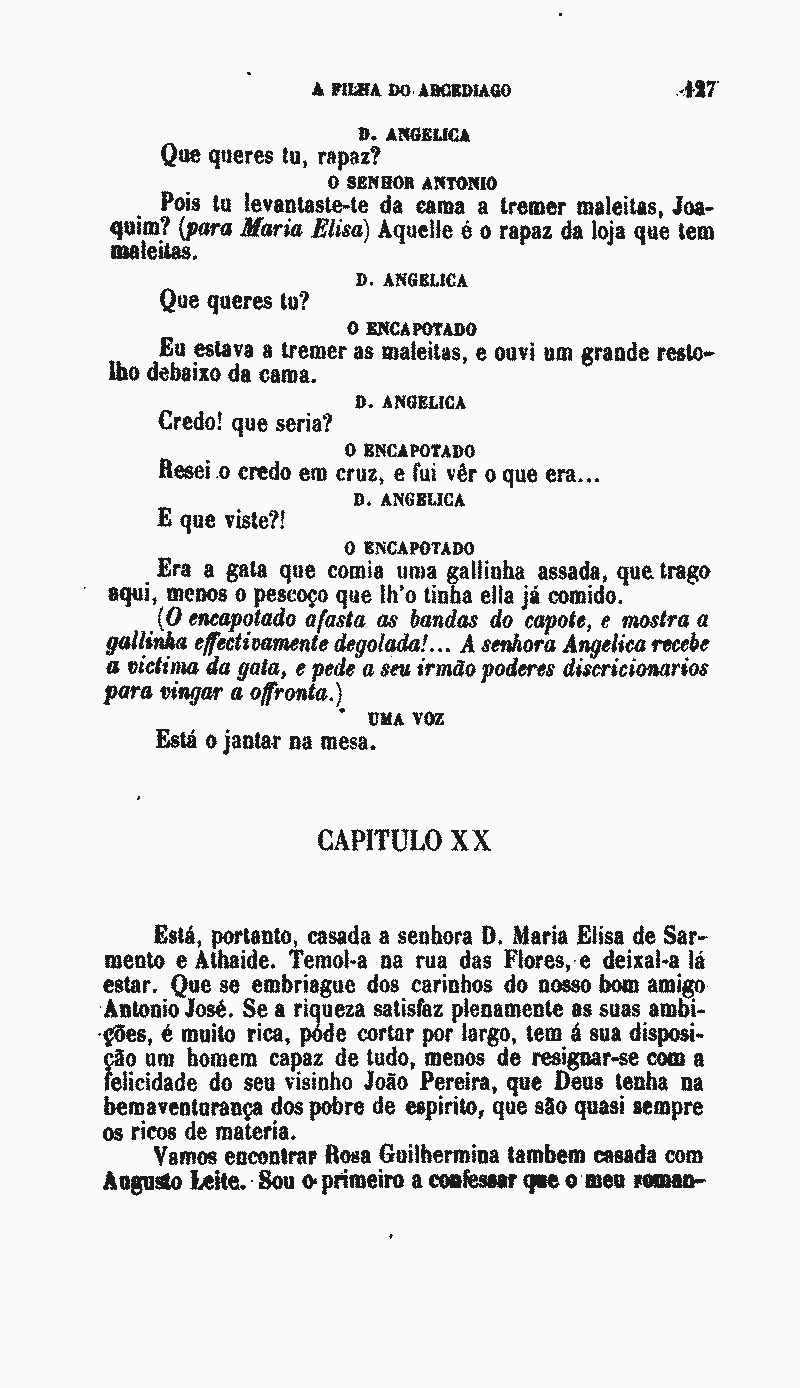 A FILHA DO ARCEDIAGO 127
D. ANGELICA
Que queres tu, rapaz?
O SENHOR ANTONIO
Pois tu levantaste-te da cama a tremer maleitas, Joa-
quim? (para Maria Elisa) Aquelle é o rapaz da loja que tem
maleitas.
D. ANGELICA
Que queres tu?
O ENCAPOTADO
Eu estava a tremer as maleitas, e ouvi um grande resto-
lho debaixo da cama.
D. ANGELICA
Credo! que seria?
O ENCAPOTADO
Resei o credo em cruz, e fui vêr o que era...
D. ANGELICA
E que viste?!
O ENCAPOTADO
Era a gata que comia uma gallinha assada, que trago
aqui, menos o pescoço que lh'o tinha ella já comido.
(O encapotado afasta as bandas do capote, e mostra a
gallinha effectivamente degolada!... A senhora Angelica recebe
a victima da gata, e pede a seu irmão poderes discricionarios
para vingar a offronta.)
UMA VOZ
Está o jantar na mesa.
CAPITULO XX
Está, portanto, casada a senhora D. Maria Elisa de Sar-
mento e Athaide. Temol-a na rua das Flores, e deixal-a lá
estar. Que se embriague dos carinhos do nosso bom amigo
Antonio José. Se a riqueza satisfaz plenamente as suas ambi-
ções, é muito rica, póde cortar por largo, tem á sua disposi-
ção um homem capaz de tudo, menos de resignar-se com a
felicidade do seu visinho João Pereira, que Deus tenha na
bemaventurança dos pobre de espirito, que são quasi sempre
os ricos de materia.
Vamos encontrar Rosa Guilhermina tambem casada com
Augusto Leite. Sou o primeiro a confessar que o meu roman-